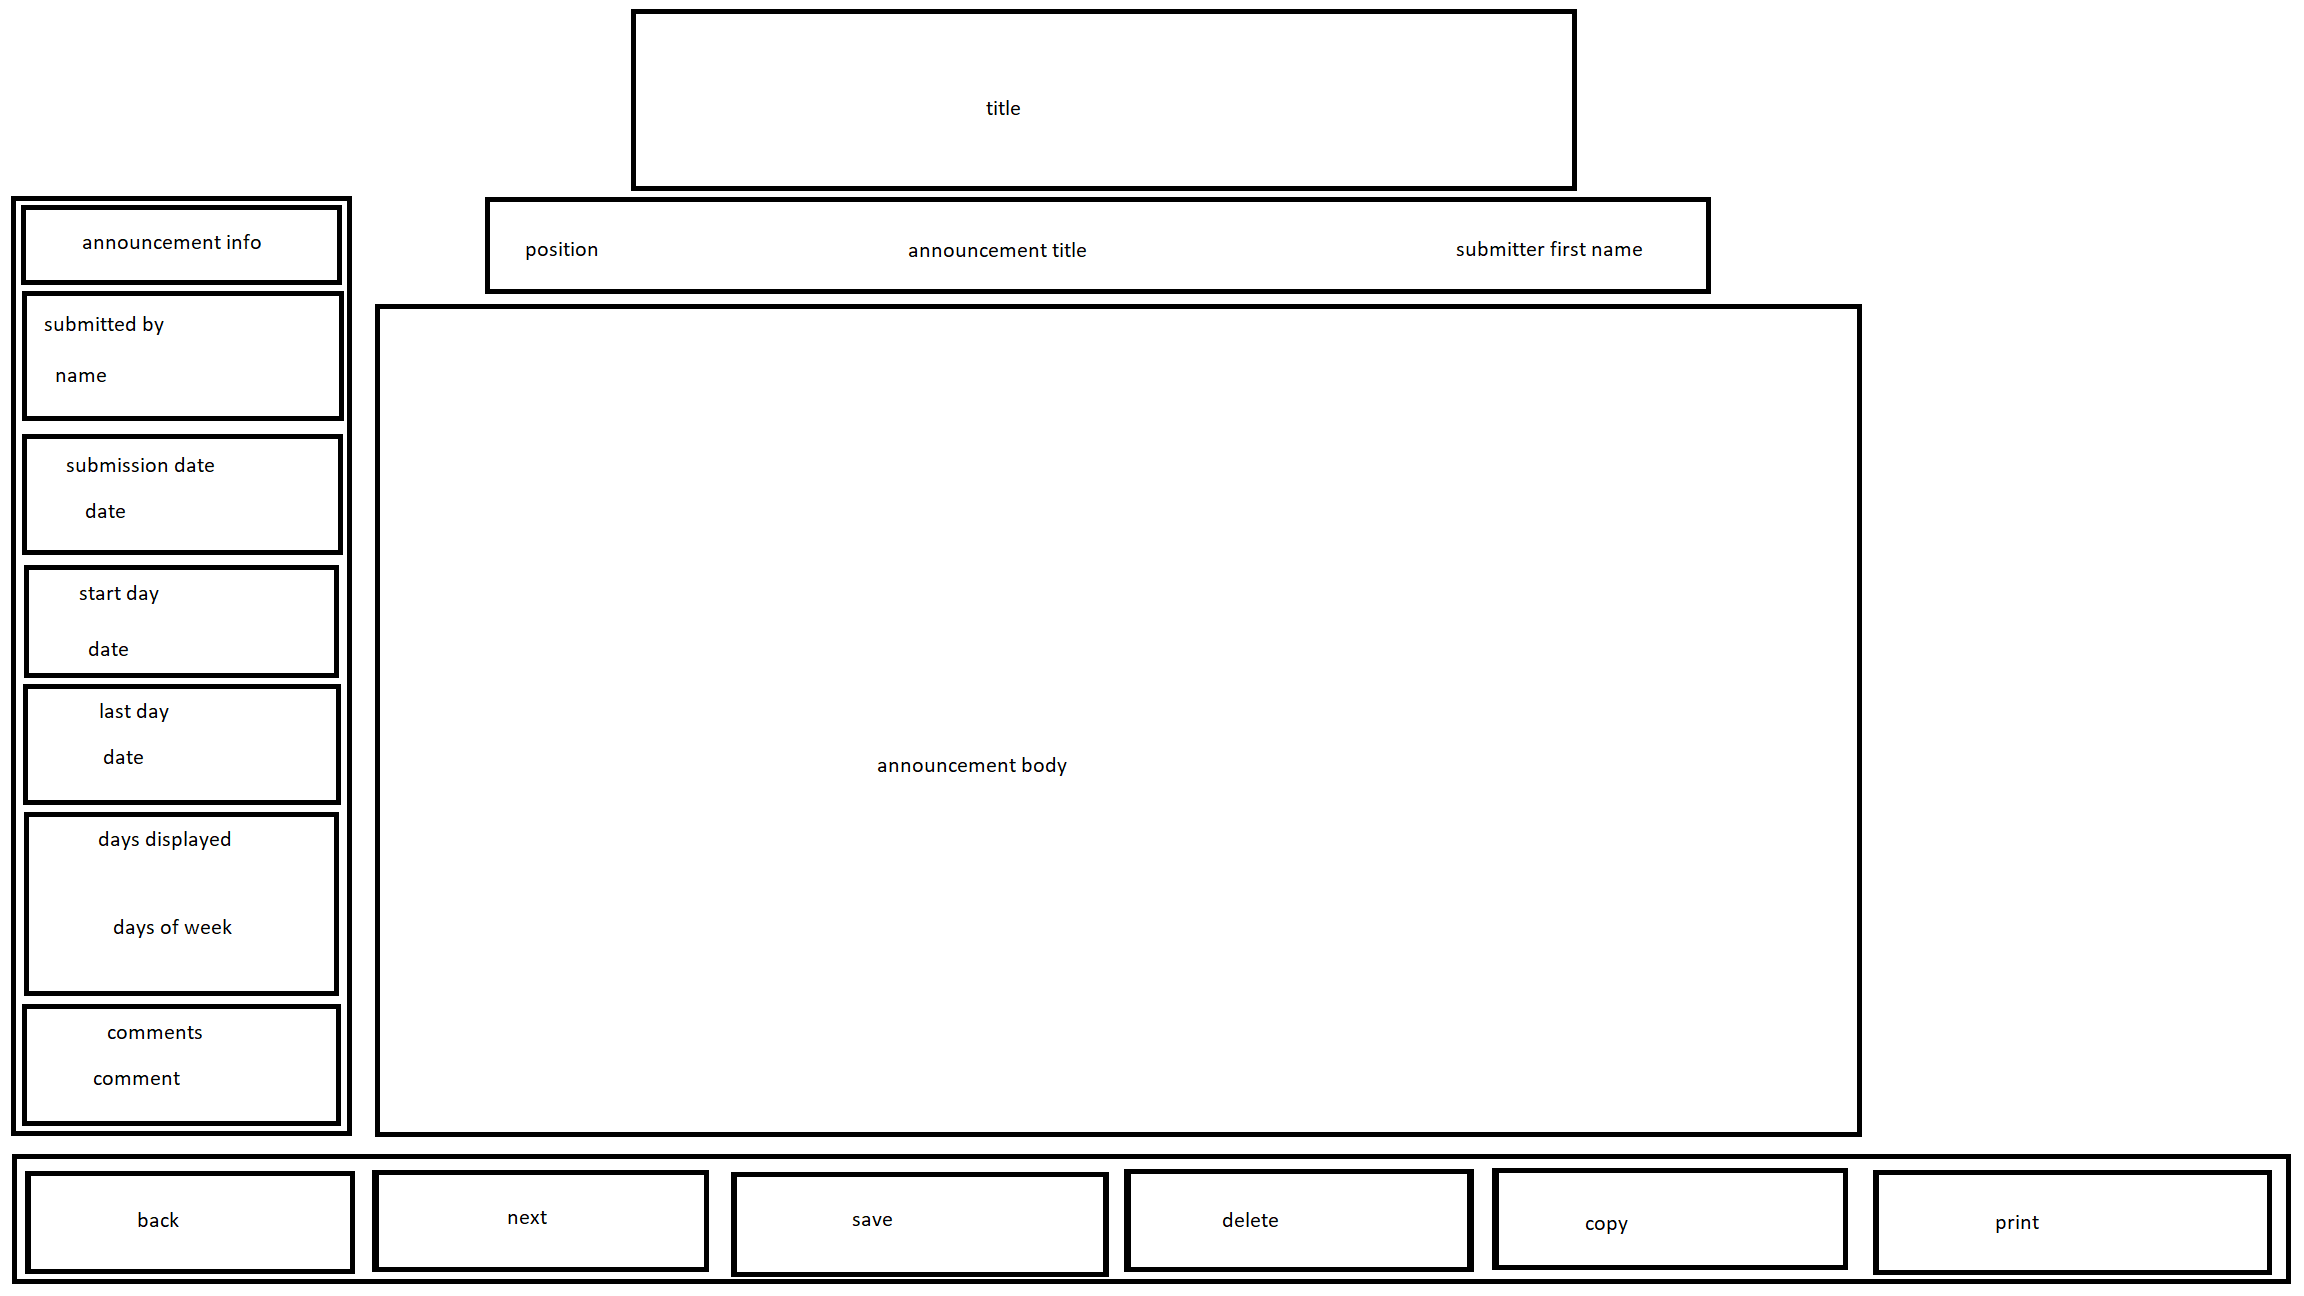 title
position announcement title submitter first name
announcement info
submitted by
name
submission date
date
start day
date
last day
date
days displayed
days of week
comments
comment
announcement body
back next save delete copy print